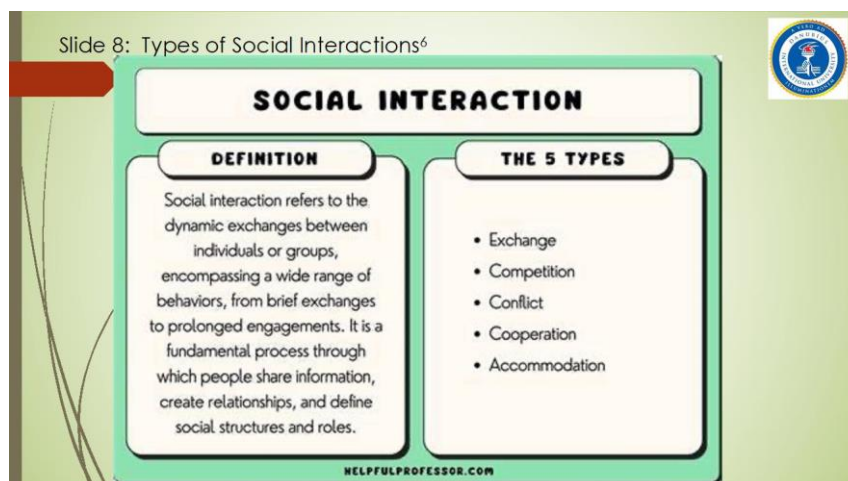 Slide 8: Types of Social Interactions⁶
DANUBIUS
INTERNATIONAL UNIVERSITY
SOCIAL INTERACTION
DEFINITION
Social interaction refers to the
dynamic exchanges between
individuals or groups,
encompassing a wide range of
behaviors, from brief exchanges
to prolonged engagements. It is a
fundamental process through
which people share information,
create relationships, and define
social structures and roles.
THE 5 TYPES
• Exchange
• Competition
• Conflict
• Cooperation
• Accommodation
HELPFULPROFESSOR.COM